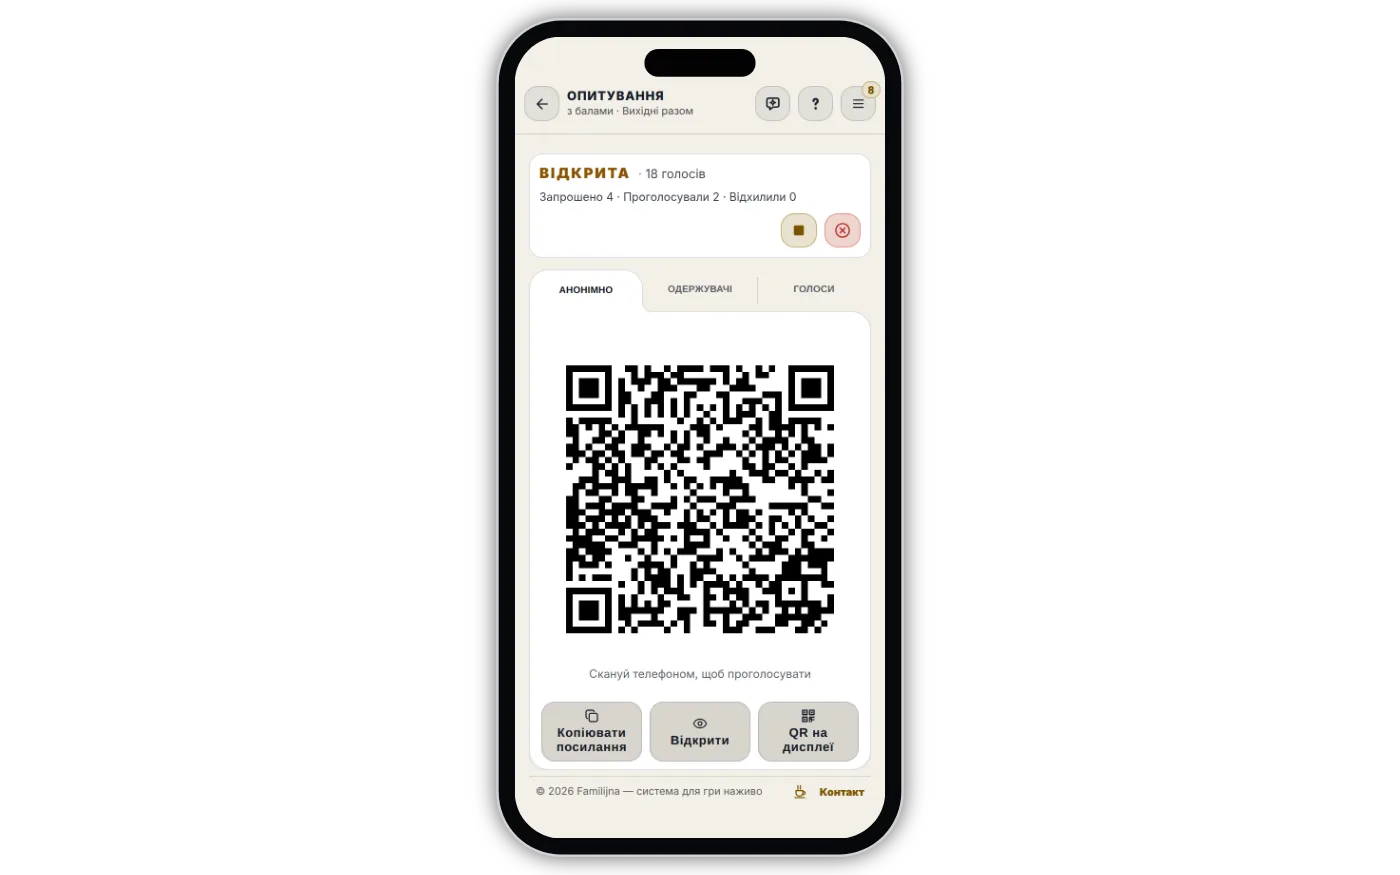 ОПИТУВАННЯ
з балами · Вихідні разом
?
8
ВІДКРИТА · 18 голосів
Запрошено 4 · Проголосували 2 · Відхилили 0
АНОНІМНО
ОДЕРЖУВАЧІ
ГОЛОСИ
Скануй телефоном, щоб проголосувати
Копіювати
посилання
Відкрити
QR на
дисплеї
© 2026 Familijna — система для гри наживо
Контакт